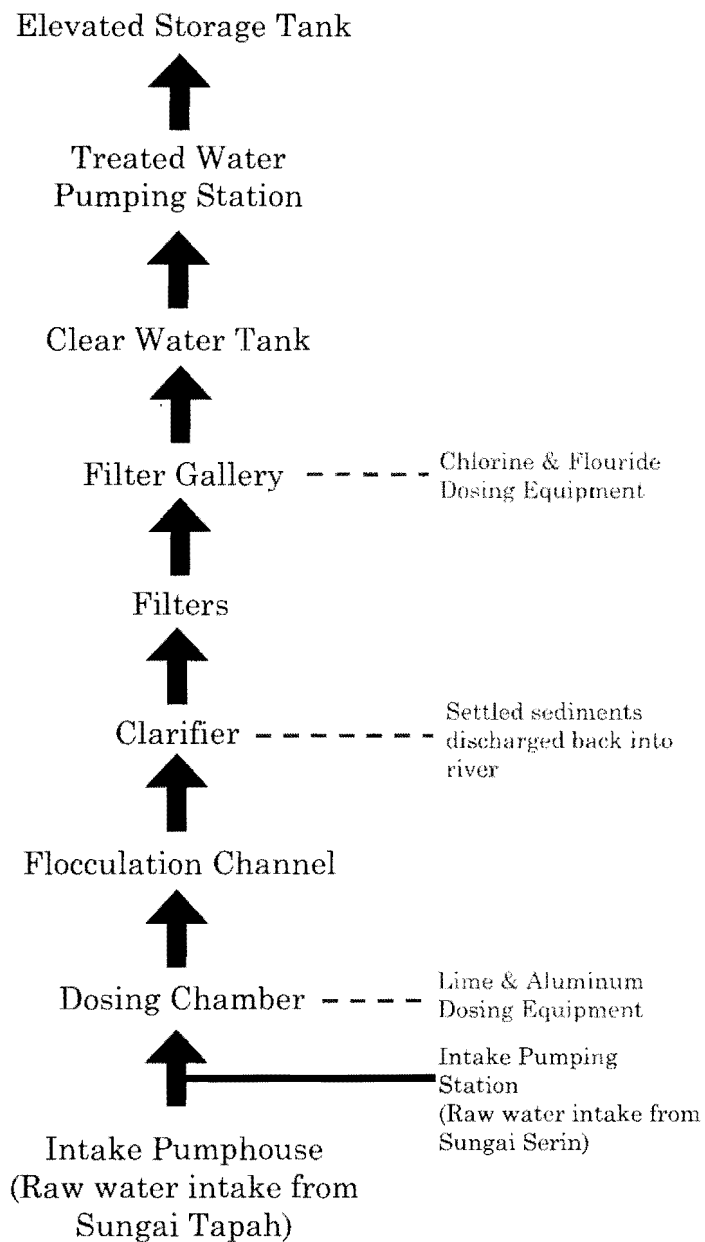 Elevated Storage Tank
Treated Water
Pumping Station
Clear Water Tank
Filter Gallery
Chlorine & Flouride
Dosing Equipment
Filters
Clarifier
Settled sediments
discharged back into
river
Flocculation Channel
Dosing Chamber
Lime & Aluminum
Dosing Equipment
Intake Pumping
Station
(Raw water intake from
Sungai Serin)
Intake Pumphouse
(Raw water intake from
Sungai Tapah)